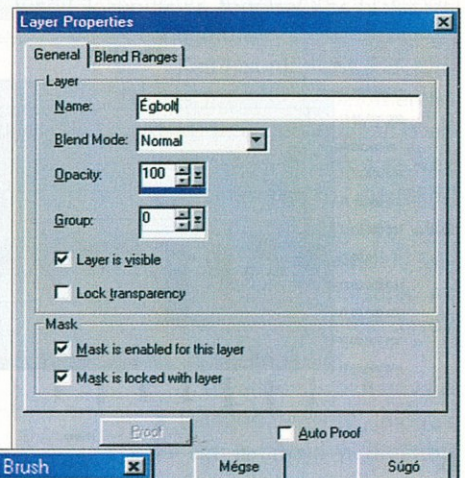 Layer Properties
General Blend Ranges
Layer
Name: Égbolt
Blend Mode: Normal
Opacity: 100
Group: 0
Layer is visible
Lock transparency
Mask
Mask is enabled for this layer
Mask is locked with layer
Proof Auto Proof
Brush Mégse Súgó